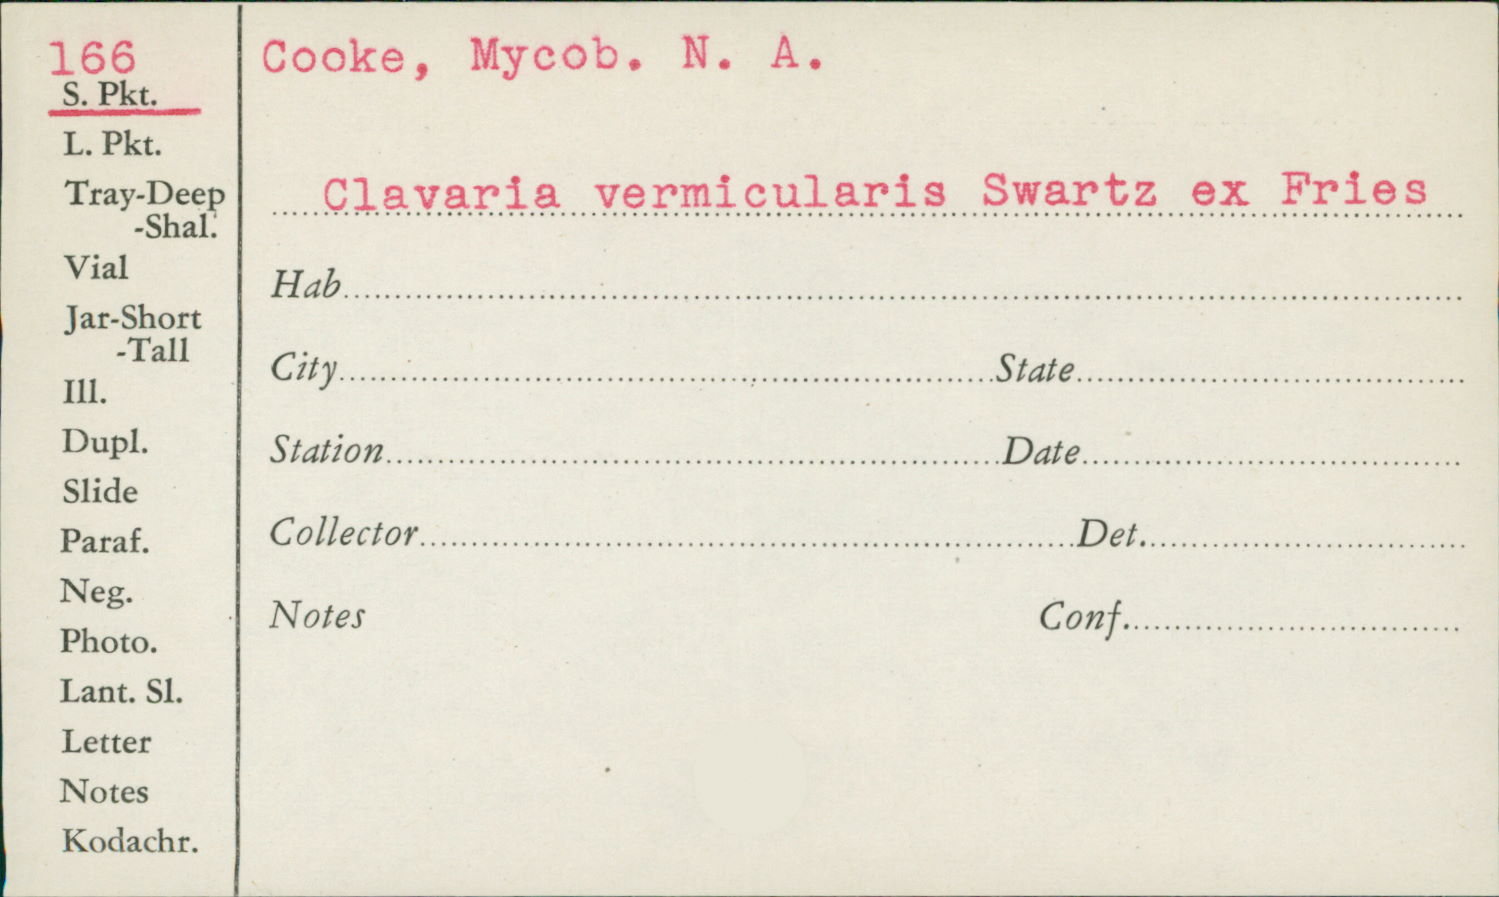 166
S. Pkt.
L. Pkt.
Tray-Deep
-Shal.
Vial
Jar-Short
-Tall
Ill.
Dupl.
Slide
Paraf.
Neg.
Photo.
Lant. Sl.
Letter
Notes
Kodachr.
Cooke, Mycob. N. A.
Clavaria vermicularis Swartz ex Fries
Hab
City State
Station Date
Collector Det.
Notes Conf.